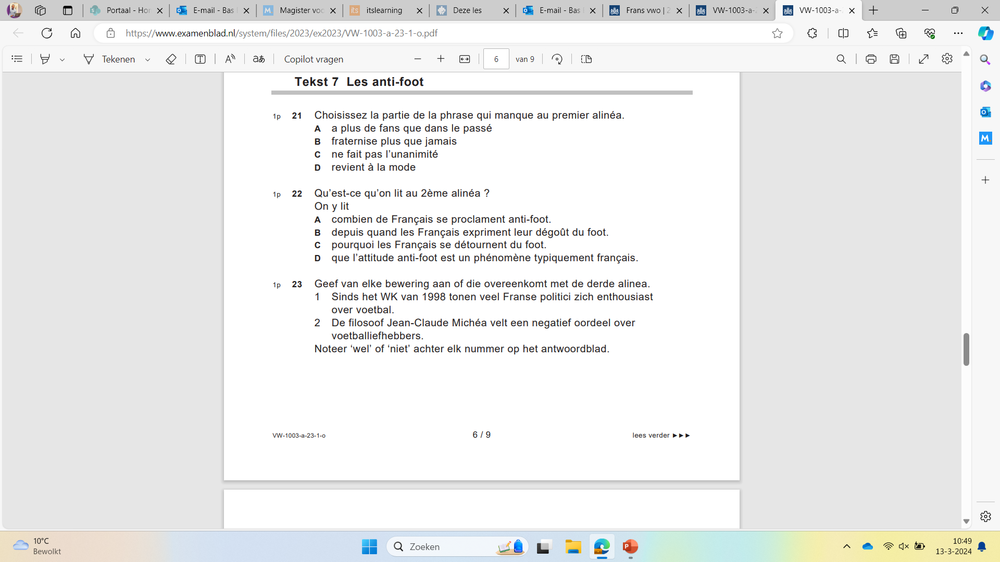 Portaal - Hor
E-mail - Bas
Magister voo
itslearning
Deze les
E-mail - Bas
Frans vwo | 2
VW-1003-a-2
VW-1003-a-
https://www.examenblad.nl/system/files/2023/ex2023/VW-1003-a-23-1-o.pdf
Tekenen
Copilot vragen
6
van 9
Tekst 7 Les anti-foot
1p 21 Choisissez la partie de la phrase qui manque au premier alinéa.
A a plus de fans que dans le passé
B fraternise plus que jamais
C ne fait pas l’unanimité
D revient à la mode
1p 22 Qu’est-ce qu’on lit au 2ème alinéa ?
On y lit
A combien de Français se proclament anti-foot.
B depuis quand les Français expriment leur dégoût du foot.
C pourquoi les Français se détournent du foot.
D que l’attitude anti-foot est un phénomène typiquement français.
1p 23 Geef van elke bewering aan of die overeenkomt met de derde alinea.
1 Sinds het WK van 1998 tonen veel Franse politici zich enthousiast
over voetbal.
2 De filosoof Jean-Claude Michéa velt een negatief oordeel over
voetballiefhebbers.
Noteer ‘wel’ of ‘niet’ achter elk nummer op het antwoordblad.
VW-1003-a-23-1-o
6 / 9
lees verder ►►►
10°C
Bewolkt
Zoeken
10:49
13-3-2024